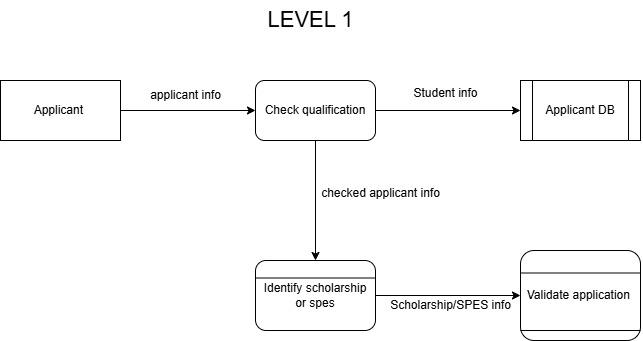 LEVEL 1
applicant info
Student info
Applicant
Check qualification
Applicant DB
checked applicant info
Identify scholarship
or spes
Scholarship/SPES info
Validate application